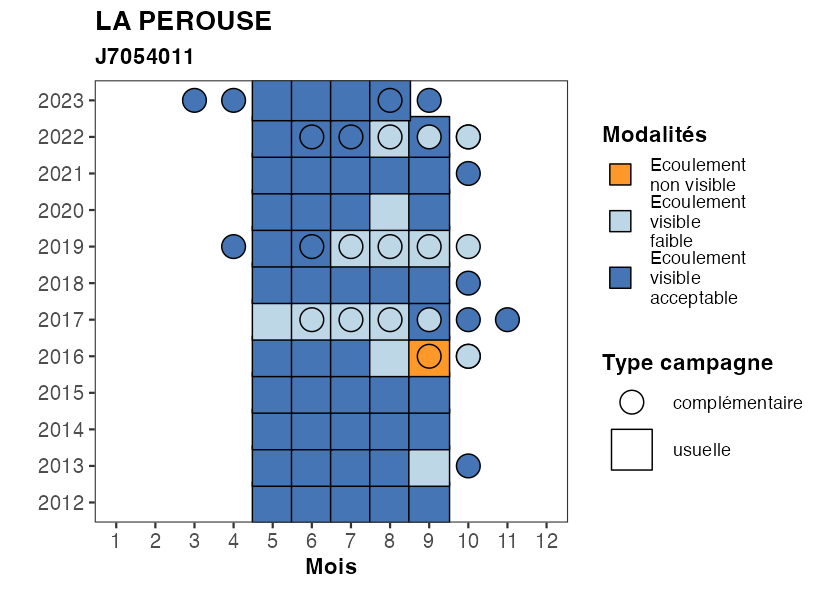 LA PEROUSE
J7054011
2023
2022
2021
2020
2019
2018
2017
2016
2015
2014
2013
2012
1 2 3 4 5 6 7 8 9 10 11 12
Mois
Modalités
Ecoulement
non visible
Ecoulement
visible
faible
Ecoulement
visible
acceptable
Type campagne
complémentaire
usuelle